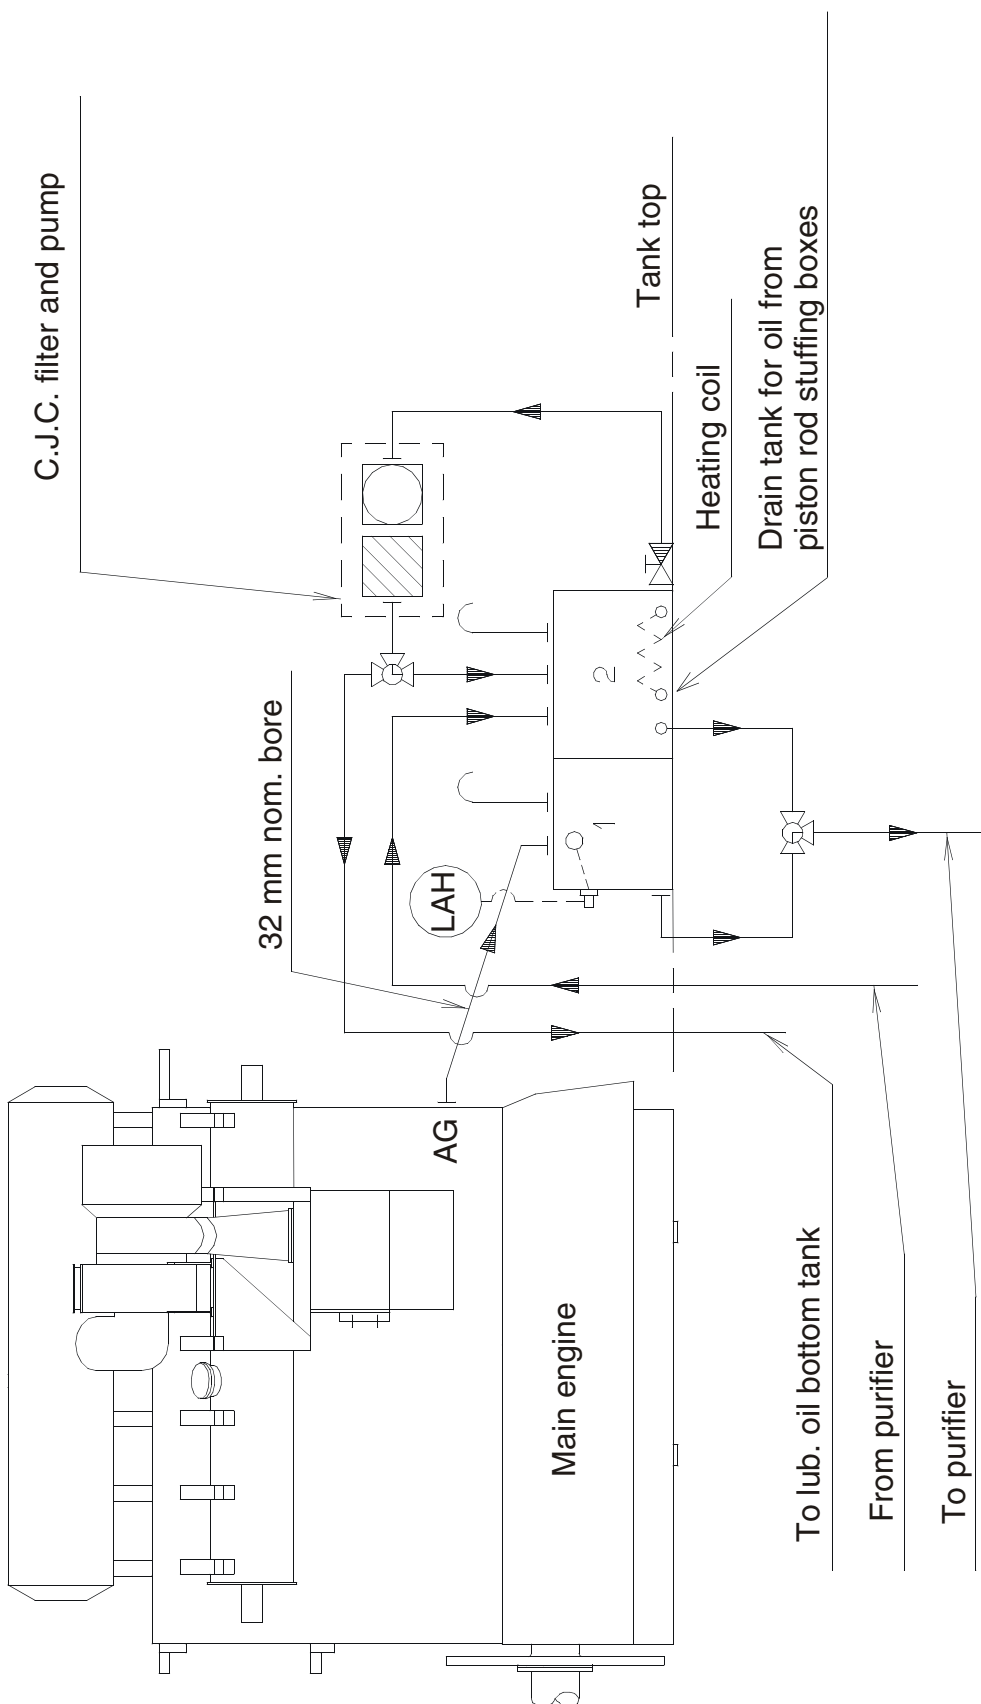 C.J.C. filter and pump
32 mm nom. bore
LAH
AG
1
2
Tank top
Heating coil
Drain tank for oil from
piston rod stuffing boxes
Main engine
To lub. oil bottom tank
From purifier
To purifier